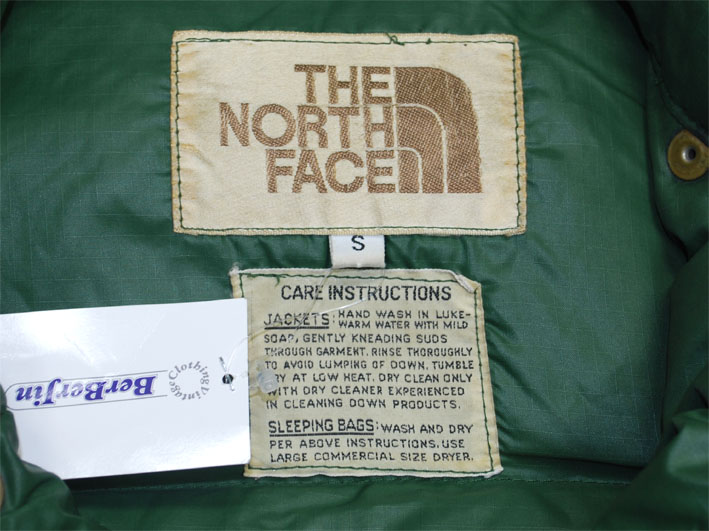 THE
NORTH
FACE
S
CARE INSTRUCTIONS
JACKETS: HAND WASH IN LUKE-
WARM WATER WITH MILD
SOAP, GENTLY KNEADING SUDS
THROUGH GARMENT. RINSE THOROUGHLY
TO AVOID LUMPING OF DOWN. TUMBLE
DRY AT LOW HEAT. DRY CLEAN ONLY
WITH DRY CLEANER EXPERIENCED
IN CLEANING DOWN PRODUCTS.
SLEEPING BAGS: WASH AND DRY
PER ABOVE INSTRUCTIONS. USE
LARGE COMMERCIAL SIZE DRYER.
BerBerJin
VintageClothing